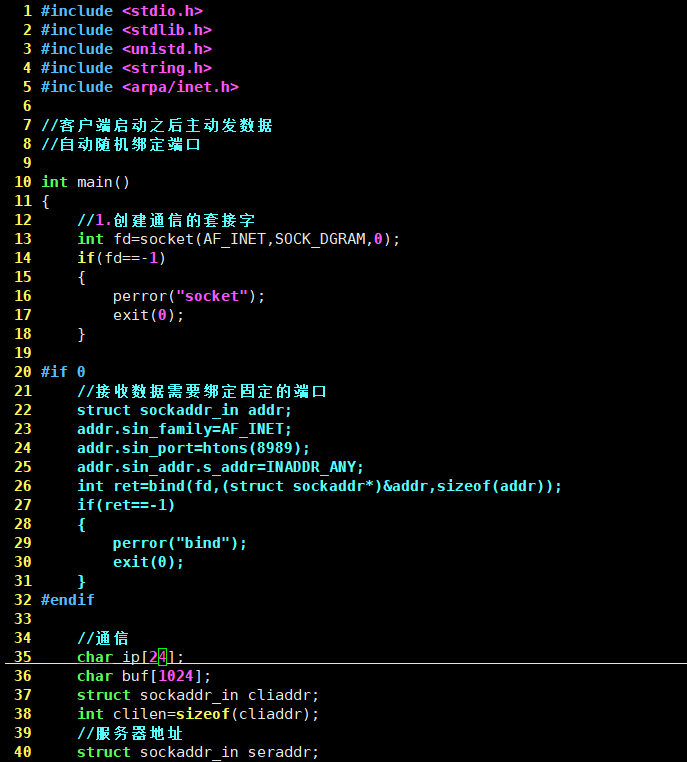 1 #include <stdio.h>
2 #include <stdlib.h>
3 #include <unistd.h>
4 #include <string.h>
5 #include <arpa/inet.h>
6
7 //客户端启动之后主动发数据
8 //自动随机绑定端口
9
10 int main()
11 {
12     //1.创建通信的套接字
13     int fd=socket(AF_INET,SOCK_DGRAM,0);
14     if(fd==-1)
15     {
16         perror("socket");
17         exit(0);
18     }
19
20 #if 0
21     //接收数据需要绑定固定的端口
22     struct sockaddr_in addr;
23     addr.sin_family=AF_INET;
24     addr.sin_port=htons(8989);
25     addr.sin_addr.s_addr=INADDR_ANY;
26     int ret=bind(fd,(struct sockaddr*)&addr,sizeof(addr));
27     if(ret==-1)
28     {
29         perror("bind");
30         exit(0);
31     }
32 #endif
33
34     //通信
35     char ip[24];
36     char buf[1024];
37     struct sockaddr_in cliaddr;
38     int clilen=sizeof(cliaddr);
39     //服务器地址
40     struct sockaddr_in seraddr;